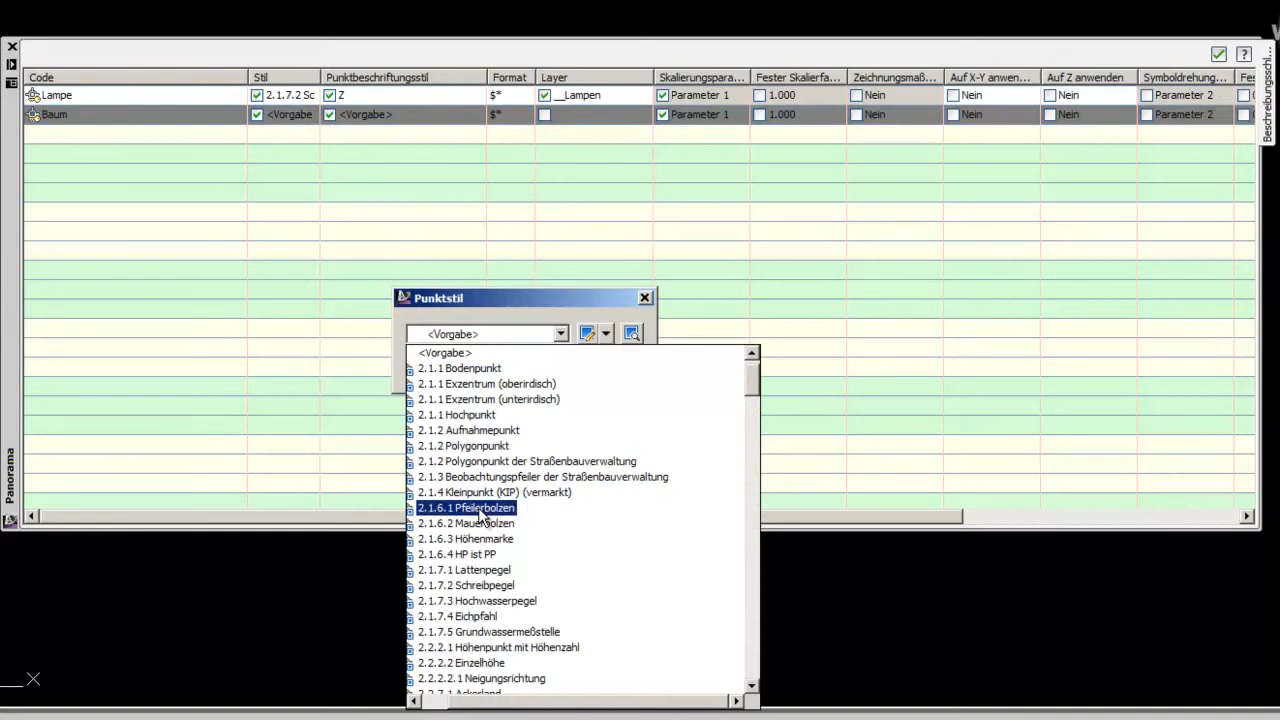 Code Stil Punktbeschriftungsstil Format Layer Skalierungspara... Fester Skalierfa... Zeichnungsmaß... Auf X-Y anwen... Auf Z anwenden Symboldrehung... Fes
Lampe 2.1.7.2 Sc Z $* __Lampen Parameter 1 1.000 Nein Nein Nein Parameter 2
Baum <Vorgabe <Vorgabe> $* Parameter 1 1.000 Nein Nein Nein Parameter 2
Beschreibungsschl...
Punktstil
<Vorgabe>
<Vorgabe>
2.1.1 Bodenpunkt
2.1.1 Exzentrum (oberirdisch)
2.1.1 Exzentrum (unterirdisch)
2.1.1 Hochpunkt
2.1.2 Aufnahmepunkt
2.1.2 Polygonpunkt
2.1.2 Polygonpunkt der Straßenbauverwaltung
2.1.3 Beobachtungspfeiler der Straßenbauverwaltung
2.1.4 Kleinpunkt (KIP) (vermarkt)
2.1.6.1 Pfeilerbolzen
2.1.6.2 Mauerbolzen
2.1.6.3 Höhenmarke
2.1.6.4 HP ist PP
2.1.7.1 Lattenpegel
2.1.7.2 Schreibpegel
2.1.7.3 Hochwasserpegel
2.1.7.4 Eichpfahl
2.1.7.5 Grundwassermeßstelle
2.2.2.1 Höhenpunkt mit Höhenzahl
2.2.2.2 Einzelhöhe
2.2.2.2.1 Neigungsrichtung
2.2.7.1 Ackerland
Panorama